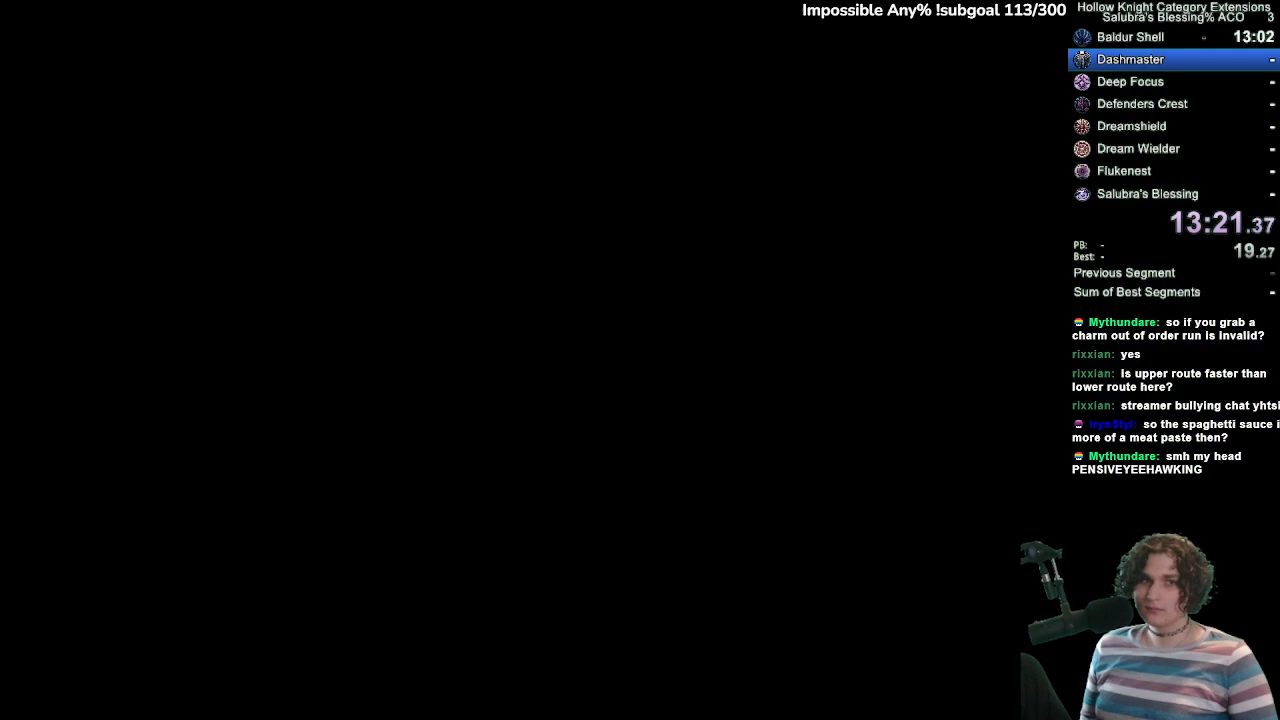 Impossible Any% !subgoal 113/300
Hollow Knight Category Extensions
Salubra's Blessing% ACO 3
Baldur Shell - 13:02
Dashmaster -
Deep Focus -
Defenders Crest -
Dreamshield -
Dream Wielder -
Flukenest -
Salubra's Blessing -
13:21.37
PB: -
Best: - 19.27
Previous Segment -
Sum of Best Segments -
Mythundare: so if you grab a
charm out of order run is invalid?
rixxian: yes
rixxian: is upper route faster than
lower route here?
rixxian: streamer bullying chat yhtsl
so the spaghetti sauce i
more of a meat paste then?
Mythundare: smh my head
PENSIVEYEEHAWKING